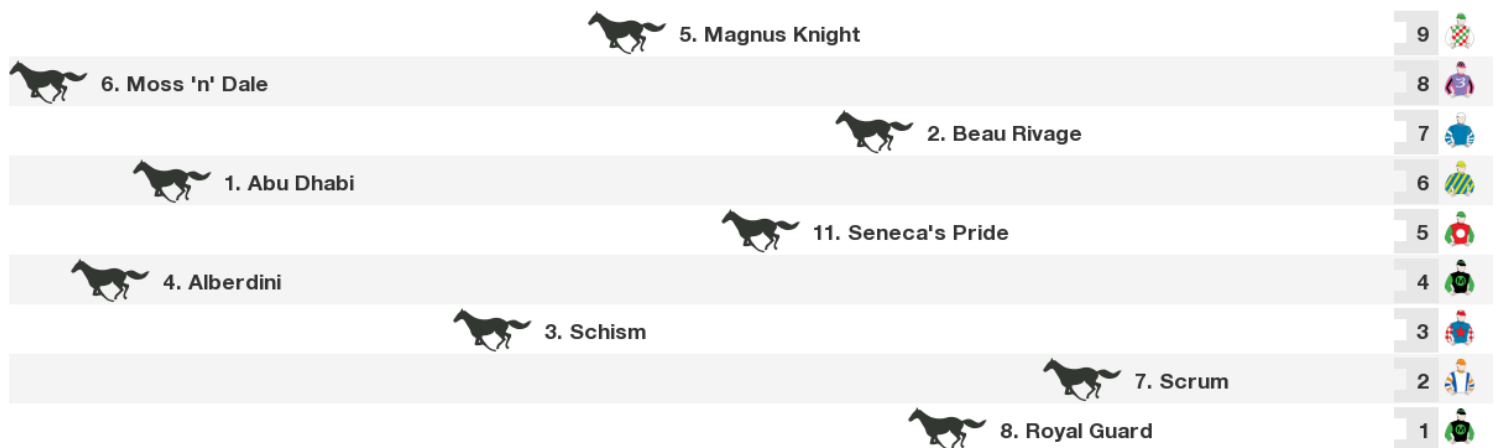 5. Magnus Knight 9
6. Moss 'n' Dale 8 3
2. Beau Rivage 7
1. Abu Dhabi 6
11. Seneca's Pride 5
4. Alberdini 4 M
3. Schism 3
7. Scrum 2
8. Royal Guard 1 M